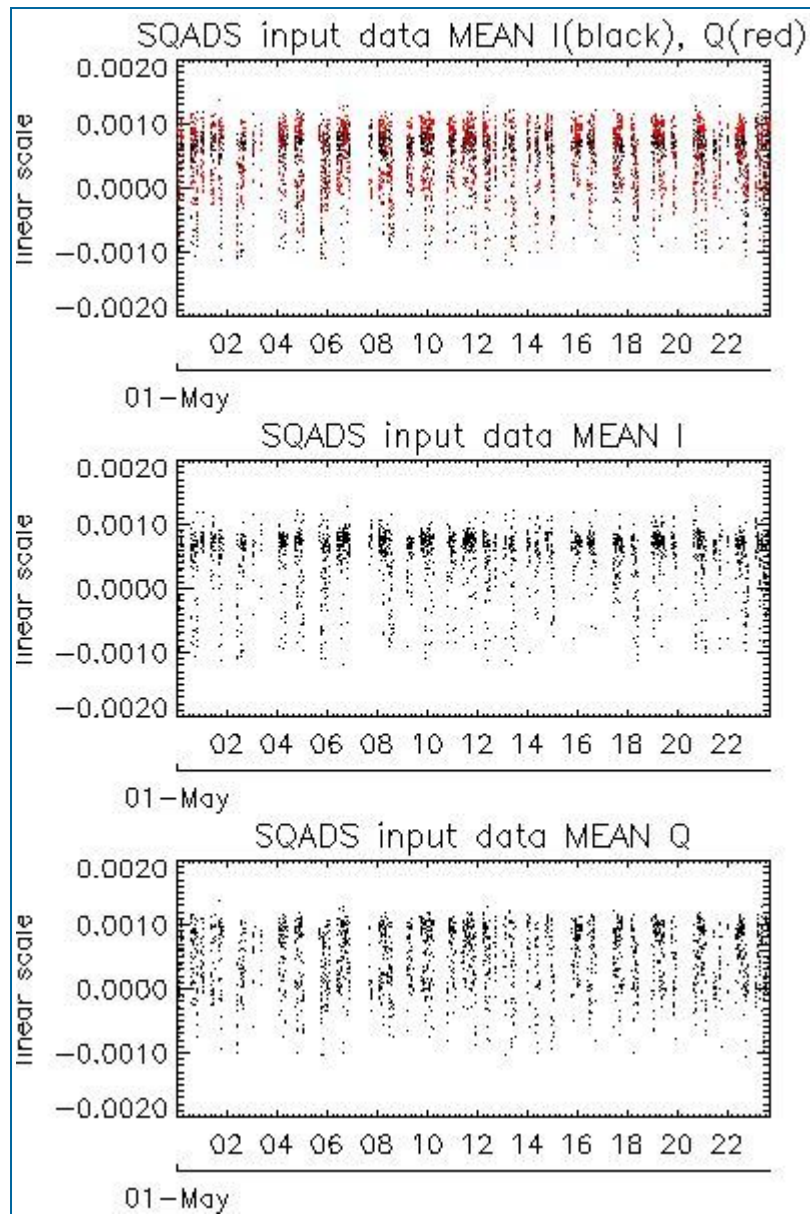 SQADS input data MEAN I(black), Q(red)
0.0020
0.0010
0.0000
−0.0010
−0.0020
linear scale
02 04 06 08 10 12 14 16 18 20 22
01−May
SQADS input data MEAN I
0.0020
0.0010
0.0000
−0.0010
−0.0020
linear scale
02 04 06 08 10 12 14 16 18 20 22
01−May
SQADS input data MEAN Q
0.0020
0.0010
0.0000
−0.0010
−0.0020
linear scale
02 04 06 08 10 12 14 16 18 20 22
01−May